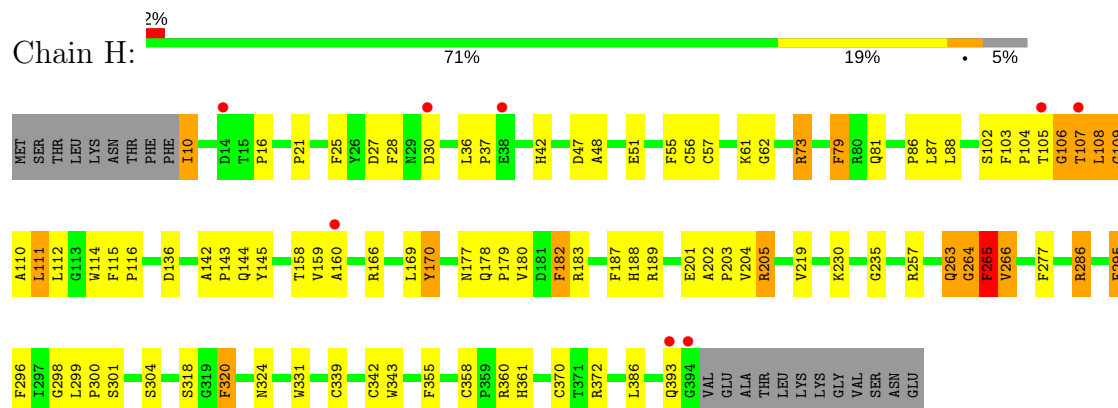 2%
Chain H:
71% 19% • 5%
MET SER THR LEU LYS ASN THR PHE PHE I10 D14 T15 P16 P21 F25 Y26 D27 F28 N29 D30 L36 P37 E38 H42 D47 A48 E51 F55 C56 C57 K61 G62 R73 F79 R80 Q81 P86 L87 L88 S102 F103 P104 T105 G106 T107 L108 G109
A110 L111 L112 G113 W114 F115 P116 D136 A142 P143 Q144 Y145 T158 V159 A160 R166 L169 Y170 N177 Q178 P179 V180 D181 F182 R183 F187 H188 R189 E201 A202 P203 V204 R205 V219 K230 G235 R257 Q263 G264 F265 V266 F277 R286
F296 I297 G298 L299 P300 S301 S304 S318 G319 F320 N324 W331 C339 C342 W343 F355 C358 P359 R360 H361 C370 T371 R372 L386 Q393 G394 VAL GLU ALA THR LEU LYS LYS GLY VAL SER ASN GLU